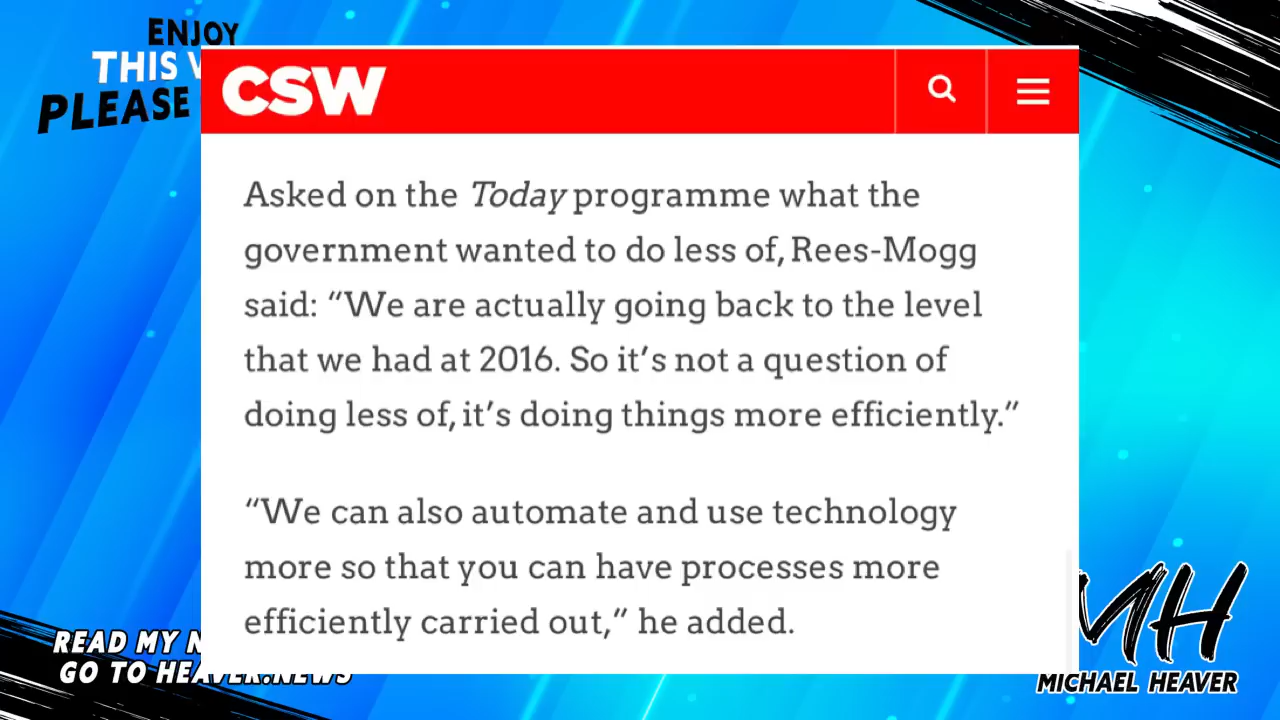 ENJOY
THIS
PLEASE
CSW
Asked on the Today programme what the
government wanted to do less of, Rees-Mogg
said: “We are actually going back to the level
that we had at 2016. So it’s not a question of
doing less of, it’s doing things more efficiently.”
“We can also automate and use technology
more so that you can have processes more
efficiently carried out,” he added.
READ MY
GO TO HEAVER.NEWS
MH
MICHAEL HEAVER